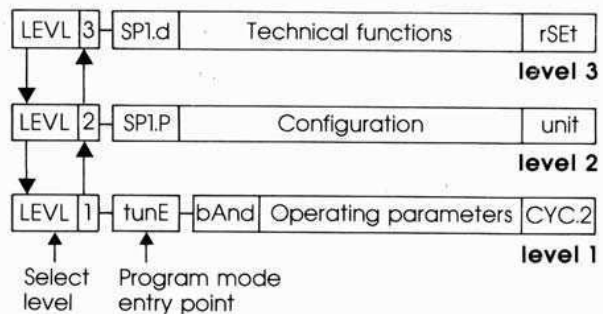 LEVL 3 SP1.d Technical functions rSEt
level 3
LEVL 2 SP1.P Configuration unit
level 2
LEVL 1 tunE bAnd Operating parameters CYC.2
level 1
Select level
Program mode entry point